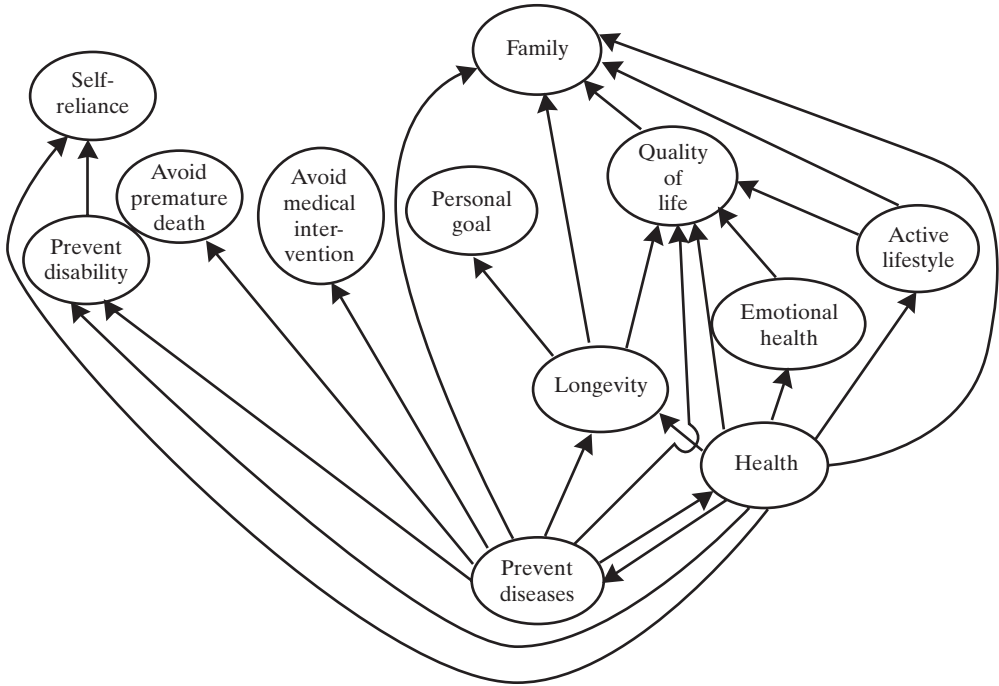 Family
Self-
reliance
Quality
of
life
Avoid
premature
death
Avoid
medical
inter-
vention
Personal
goal
Active
lifestyle
Prevent
disability
Emotional
health
Longevity
Health
Prevent
diseases